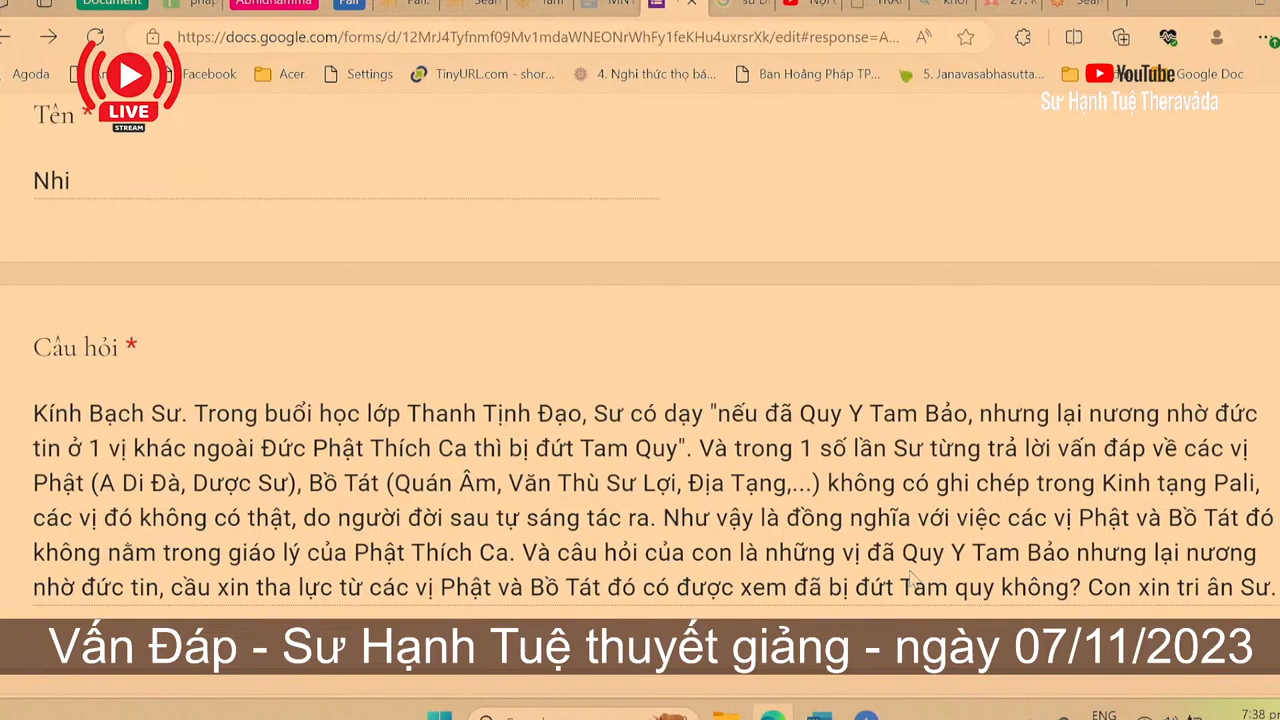 Document
Abhidhamma
Pali
https://docs.google.com/forms/d/12MrJ4Tyfnmf09Mv1mdaWNEONrWhFy1feKHu4uxrsrXk/edit#response=A...
Agoda
Facebook
Acer
Settings
TinyURL.com - shor...
4. Nghi thức thọ bá...
Ban Hoằng Pháp TP...
5. Janavasabhasutta...
Google Doc
YouTube
LIVE
STREAM
Sư Hạnh Tuệ Theravāda
Tên *
Nhi
Câu hỏi *
Kính Bạch Sư. Trong buổi học lớp Thanh Tịnh Đạo, Sư có dạy "nếu đã Quy Y Tam Bảo, nhưng lại nương nhờ đức
tin ở 1 vị khác ngoài Đức Phật Thích Ca thì bị đứt Tam Quy". Và trong 1 số lần Sư từng trả lời vấn đáp về các vị
Phật (A Di Đà, Dược Sư), Bồ Tát (Quán Âm, Văn Thù Sư Lợi, Địa Tạng,...) không có ghi chép trong Kinh tạng Pali,
các vị đó không có thật, do người đời sau tự sáng tác ra. Như vậy là đồng nghĩa với việc các vị Phật và Bồ Tát đó
không nằm trong giáo lý của Phật Thích Ca. Và câu hỏi của con là những vị đã Quy Y Tam Bảo nhưng lại nương
nhờ đức tin, cầu xin tha lực từ các vị Phật và Bồ Tát đó có được xem đã bị đứt Tam quy không? Con xin tri ân Sư.
Vấn Đáp - Sư Hạnh Tuệ thuyết giảng - ngày 07/11/2023
ENG
7:38